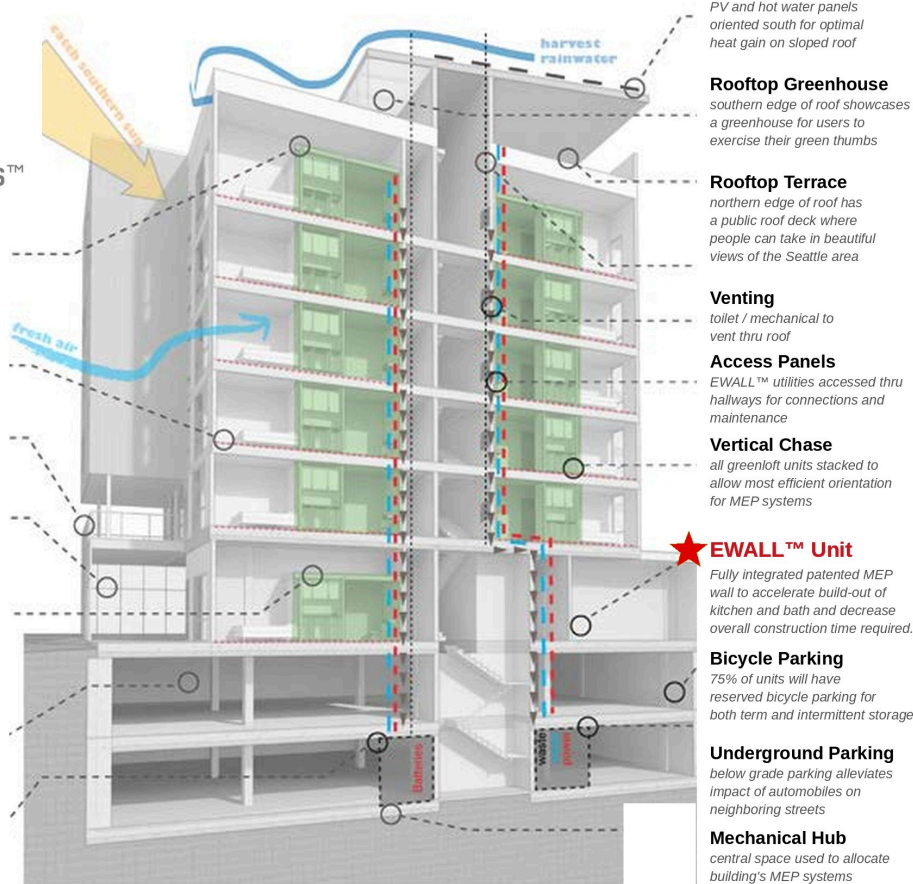 PV and hot water panels
oriented south for optimal
heat gain on sloped roof
catch southern sun
harvest
rainwater
Rooftop Greenhouse
southern edge of roof showcases
a greenhouse for users to
exercise their green thumbs
S™
Rooftop Terrace
northern edge of roof has
a public roof deck where
people can take in beautiful
views of the Seattle area
Venting
toilet / mechanical to
vent thru roof
fresh air
Access Panels
EWALL™ utilities accessed thru
hallways for connections and
maintenance
Vertical Chase
all greenloft units stacked to
allow most efficient orientation
for MEP systems
EWALL™ Unit
Fully integrated patented MEP
wall to accelerate build-out of
kitchen and bath and decrease
overall construction time required.
Bicycle Parking
75% of units will have
reserved bicycle parking for
both term and intermittent storage
Batteries
waste
power
Underground Parking
below grade parking alleviates
impact of automobiles on
neighboring streets
Mechanical Hub
central space used to allocate
building's MEP systems